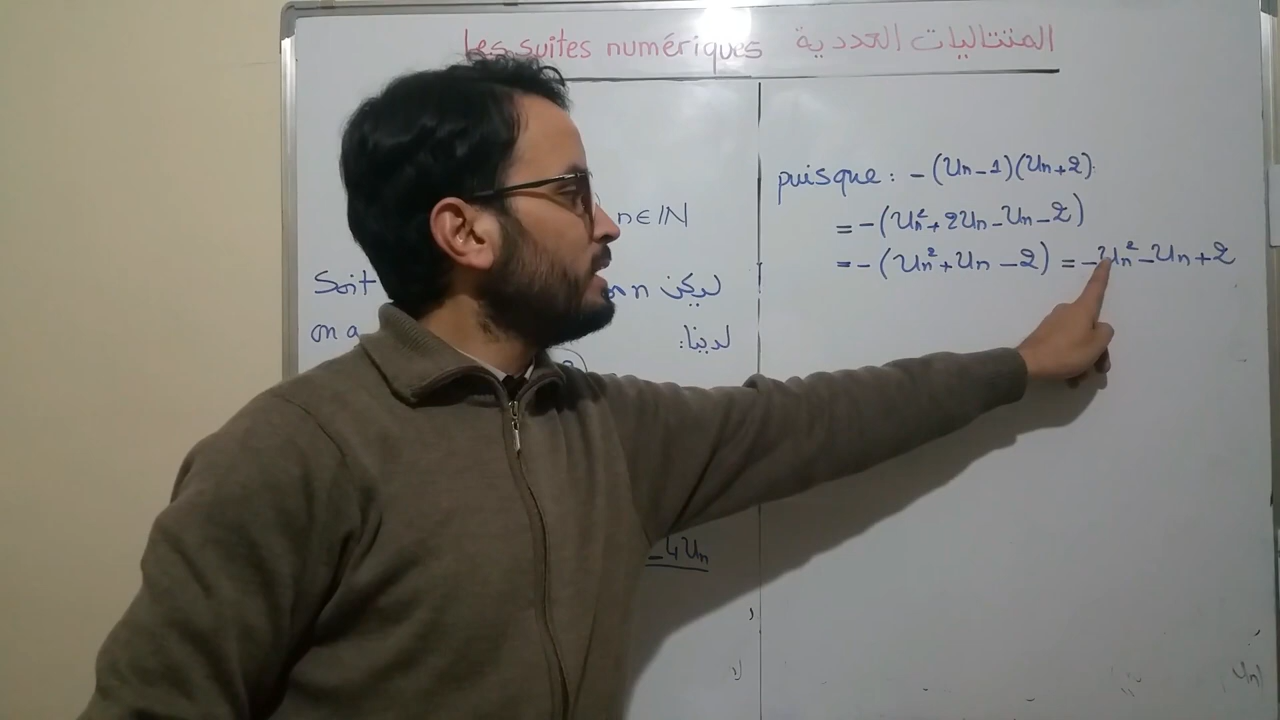 Les suites numériques المتتاليات العددية
n∈ℕ
Soit n ليكن
on a لدينا:
-4Un
puisque: -(Un-1)(Un+2)
=-(Un²+2Un-Un-2)
=-(Un²+Un-2)=-Un²-Un+2